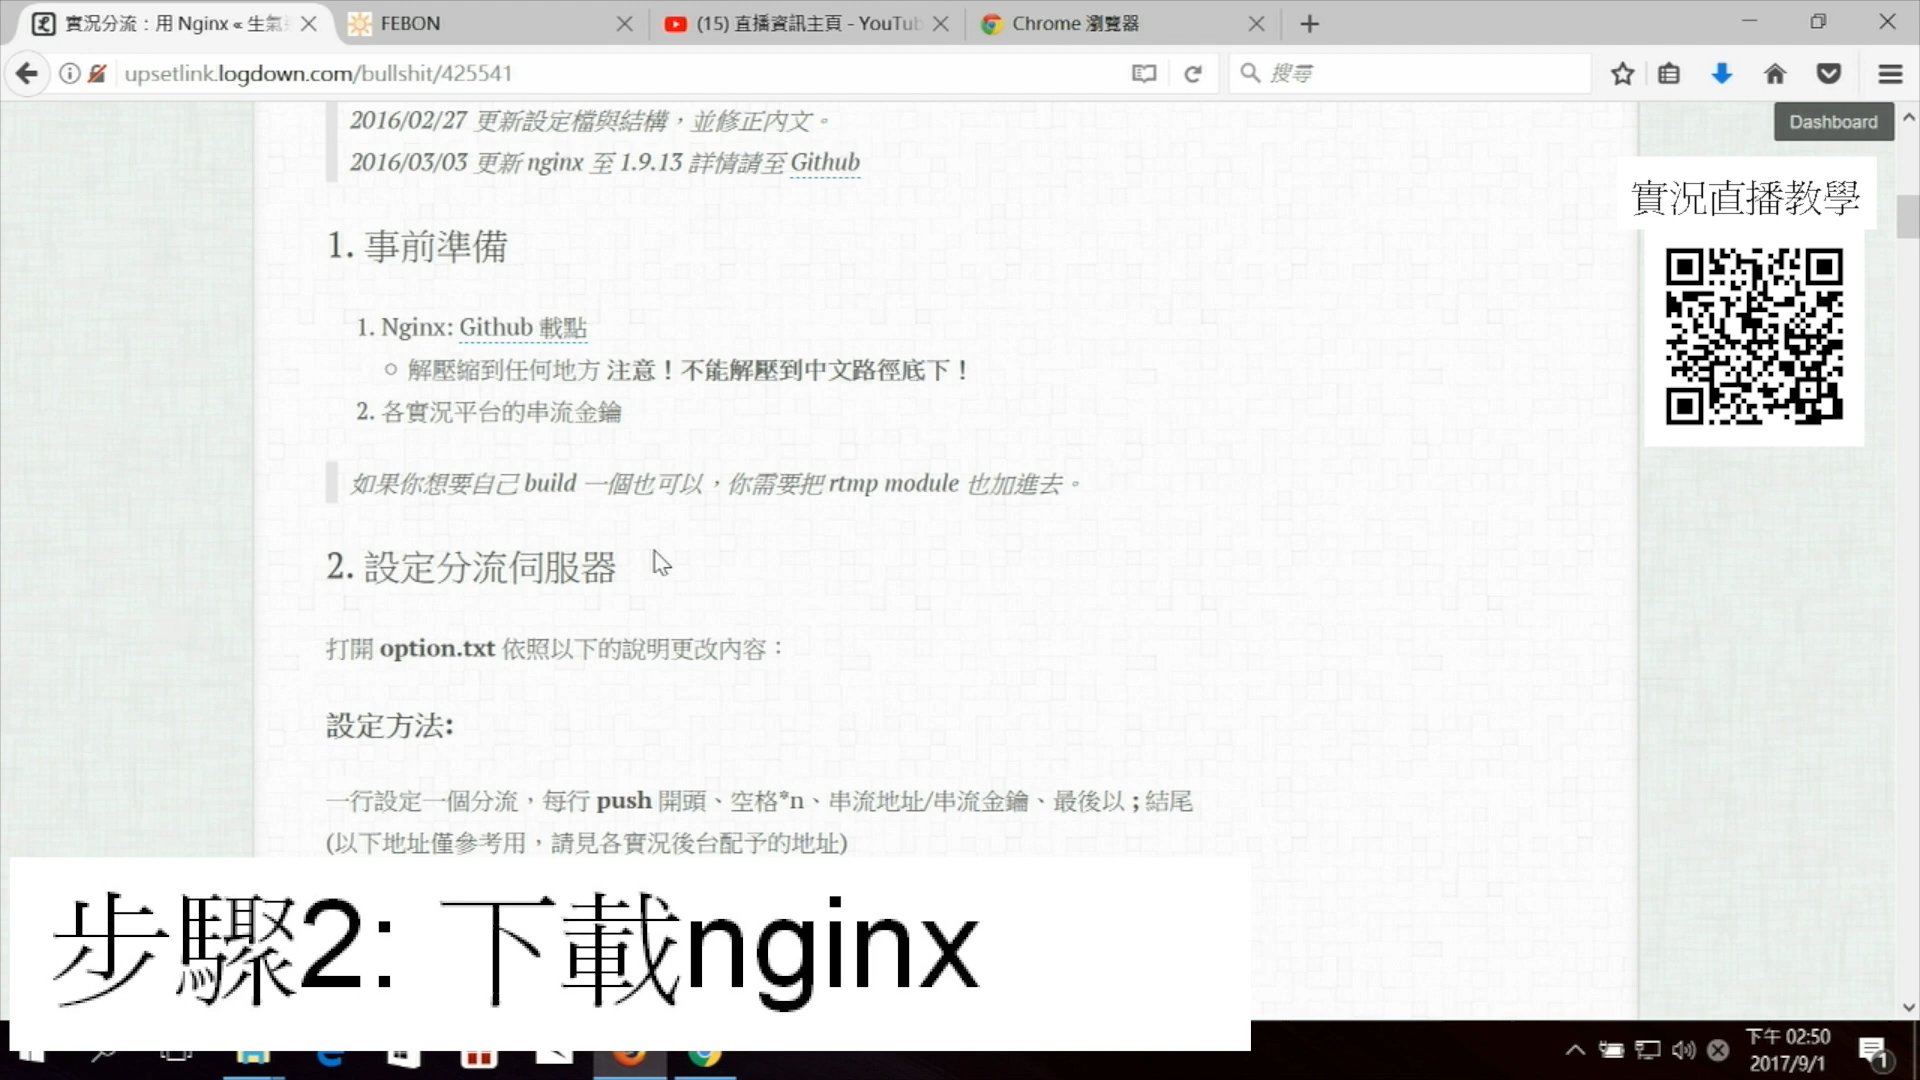 實況分流：用 Nginx « 生氣
FEBON
(15) 直播資訊主頁 - YouTub
Chrome 瀏覽器
upsetlink.logdown.com/bullshit/425541
搜尋
Dashboard
2016/02/27 更新設定檔與結構，並修正內文。
2016/03/03 更新 nginx 至 1.9.13 詳情請至 Github
實況直播教學
1. 事前準備
1. Nginx: Github 載點
解壓縮到任何地方 注意！不能解壓到中文路徑底下！
2. 各實況平台的串流金鑰
如果你想要自己 build 一個也可以，你需要把 rtmp module 也加進去。
2. 設定分流伺服器
打開 option.txt 依照以下的說明更改內容：
設定方法:
一行設定一個分流，每行 push 開頭、空格*n、串流地址/串流金鑰、最後以 ; 結尾
(以下地址僅參考用，請見各實況後台配予的地址)
步驟2: 下載nginx
下午 02:50
2017/9/1
1